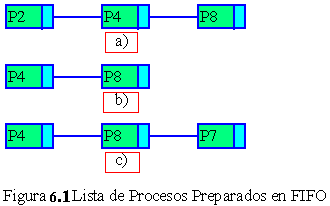 P2 P4 P8
a)
P4 P8
b)
P4 P8 P7
c)
Figura 6.1 Lista de Procesos Preparados en FIFO